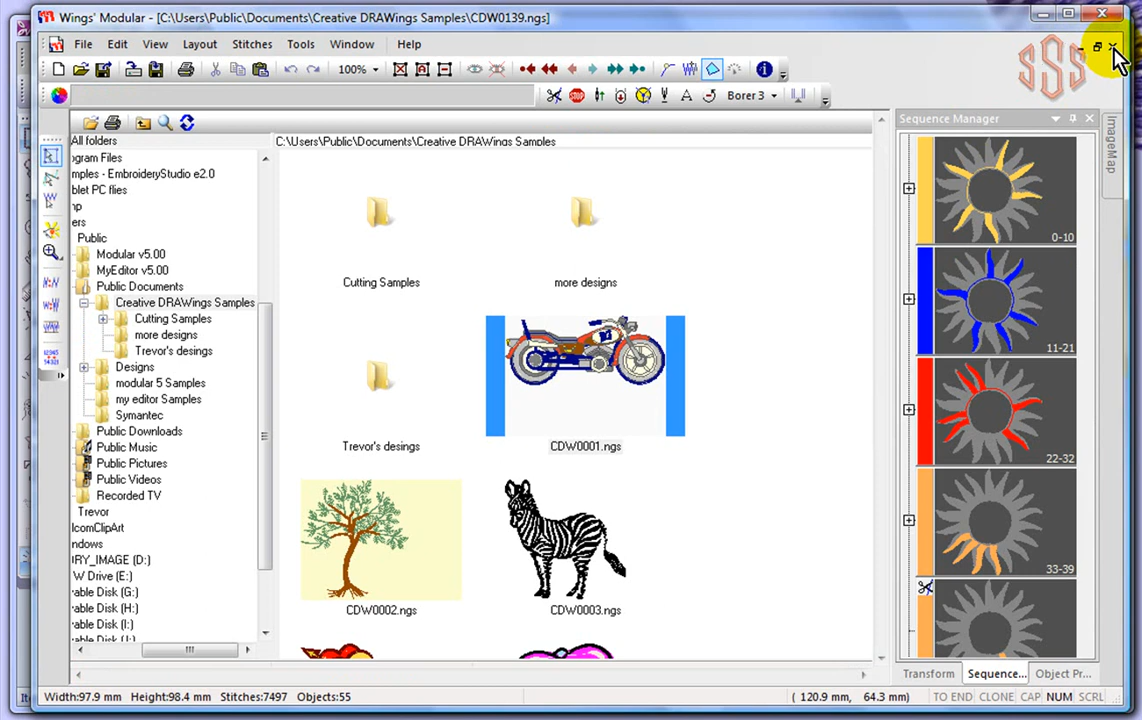 Wings' Modular - [C:\Users\Public\Documents\Creative DRAWings Samples\CDW0139.ngs]
File Edit View Layout Stitches Tools Window Help
SSS
100%
Borer 3
All folders
C:\Users\Public\Documents\Creative DRAWings Samples
ogram Files
mples - EmbroideryStudio e2.0
blet PC flies
np
ers
Public
Modular v5.00
MyEditor v5.00
Public Documents
Creative DRAWings Samples
Cutting Samples
more designs
Trevor's desings
Designs
modular 5 Samples
my editor Samples
Symantec
Public Downloads
Public Music
Public Pictures
Public Videos
Recorded TV
Trevor
IcomClipArt
ndows
IRY_IMAGE (D:)
W Drive (E:)
able Disk (G:)
able Disk (H:)
able Disk (I:)
able Disk (J:)
Cutting Samples
more designs
Trevor's desings
CDW0001.ngs
CDW0002.ngs
CDW0003.ngs
Sequence Manager
ImageMap
0-10
11-21
22-32
33-39
Transform Sequence... Object Pr...
Width:97.9 mm Height:98.4 mm Stitches:7497 Objects:55
( 120.9 mm, 64.3 mm) TO END CLONE CAP NUM SCRL